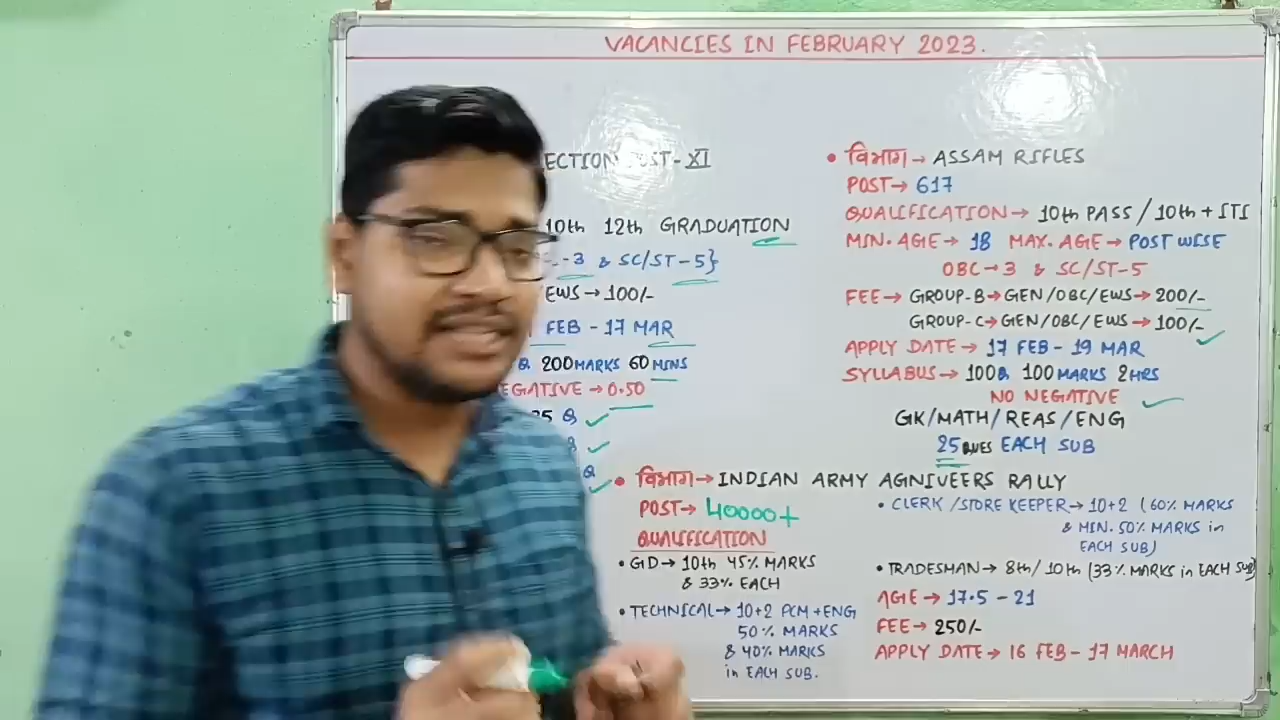 VACANCIES IN FEBRUARY 2023.
ECTION POST-XI
10th 12th GRADUATION
-3 & SC/ST-5}
EWS→100/-
FEB - 17 MAR
Q 200MARKS 60 MINS
EGATIVE → 0.50
25 Q
Q
• विभाग→ ASSAM RIFLES
POST→ 617
QUALIFICATION→ 10th PASS / 10th + ITI
MIN. AGE→ 18 MAX. AGE→ POST WISE
OBC→3 & SC/ST-5
FEE→ GROUP-B→GEN/OBC/EWS→200/-
GROUP-C→GEN/OBC/EWS→100/-
APPLY DATE→ 17 FEB - 19 MAR
SYLLABUS→ 100Q 100MARKS 2HRS
NO NEGATIVE
GK/MATH/REAS/ENG
25 QUES EACH SUB
• विभाग→INDIAN ARMY AGNIVEERS RALLY
POST→ 40000+
QUALIFICATION
• GD→ 10th 45% MARKS
& 33% EACH
• TECHNICAL→ 10+2 PCM+ENG
50% MARKS
& 40% MARKS
in EACH SUB.
• CLERK /STORE KEEPER→ 10+2 (60% MARKS
& MIN. 50% MARKS in
EACH SUB)
• TRADESMAN→ 8th/10th (33% MARKS in EACH SUB)
AGE→ 17.5 - 21
FEE→ 250/-
APPLY DATE→ 16 FEB - 17 MARCH